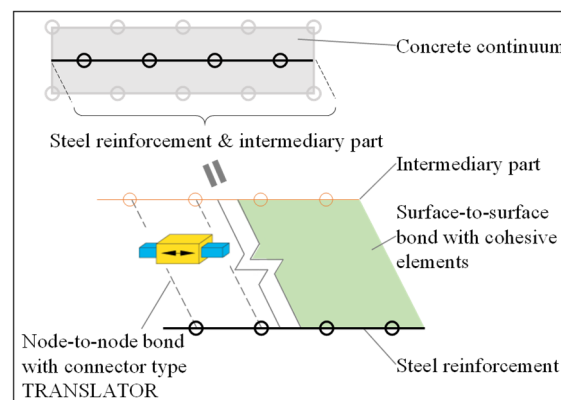 Concrete continuum
Steel reinforcement & intermediary part
Intermediary part
Surface-to-surface
bond with cohesive
elements
Node-to-node bond
with connector type
TRANSLATOR
Steel reinforcement